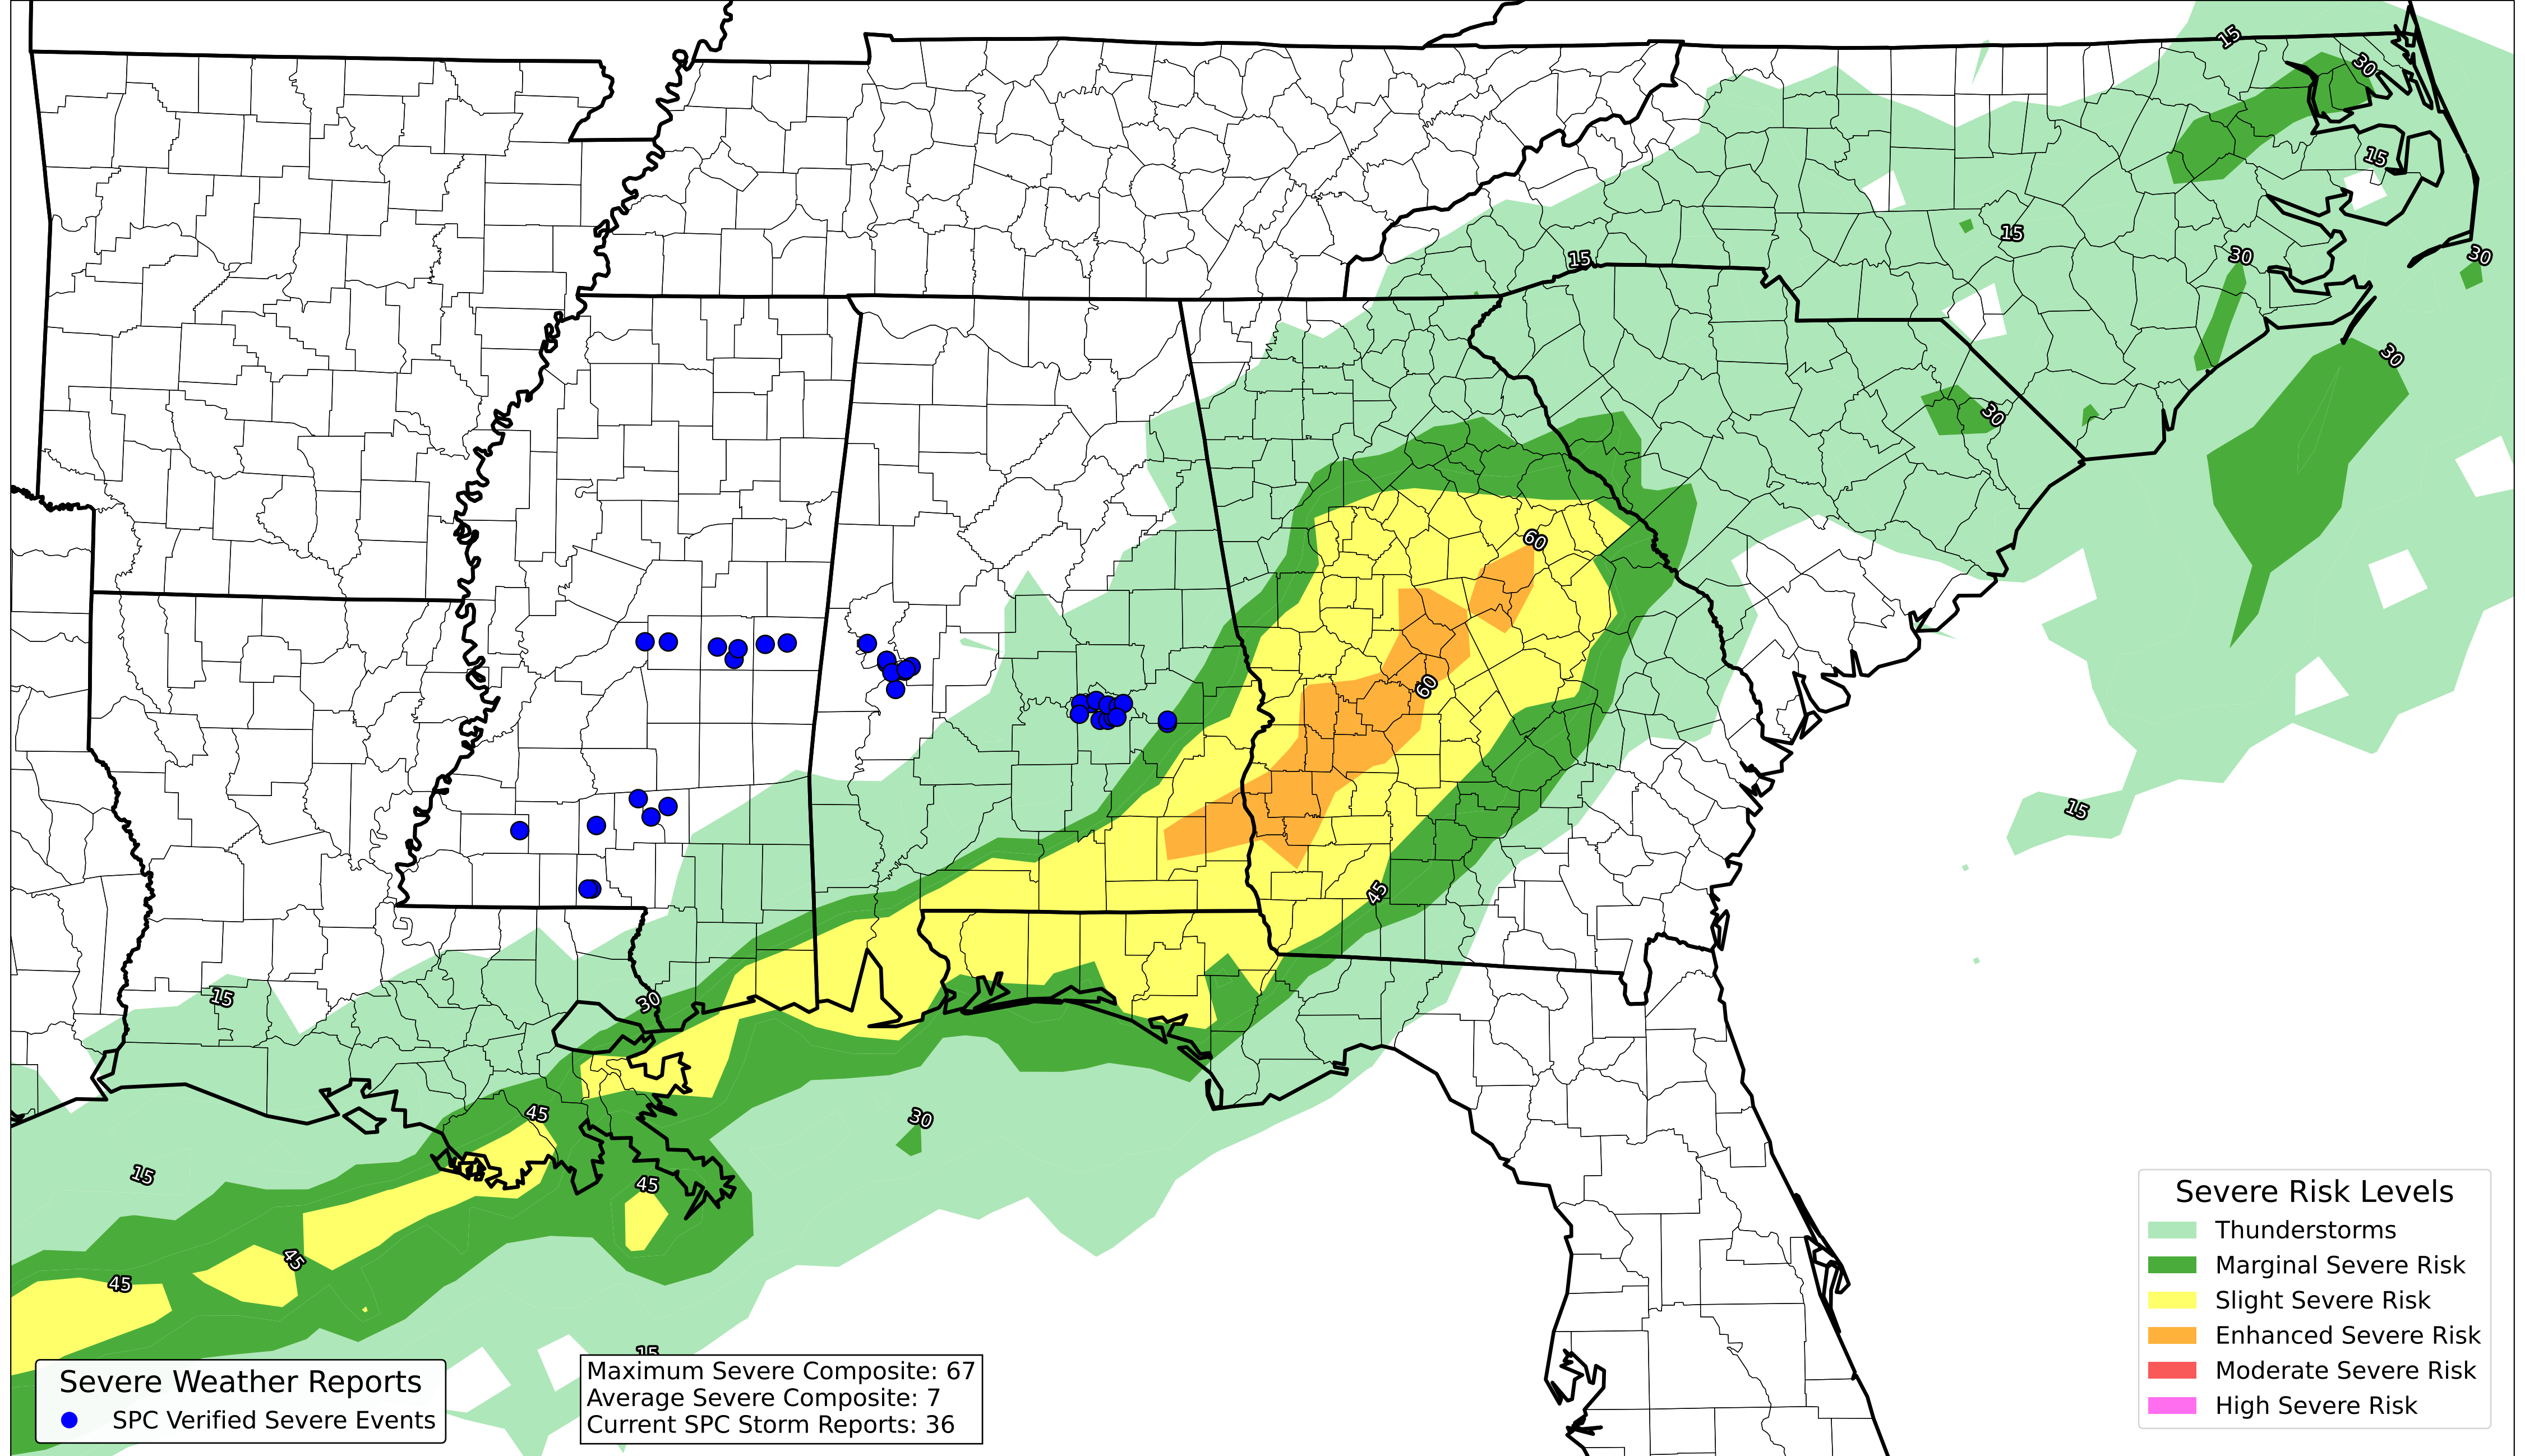 15
30
15
15
30
30
15
30
30
60
60
15
45
30
15
45
30
15
45
45
45
15
Severe Risk Levels
Thunderstorms
Marginal Severe Risk
Slight Severe Risk
Enhanced Severe Risk
Moderate Severe Risk
High Severe Risk
Severe Weather Reports
SPC Verified Severe Events
Maximum Severe Composite: 67
Average Severe Composite: 7
Current SPC Storm Reports: 36